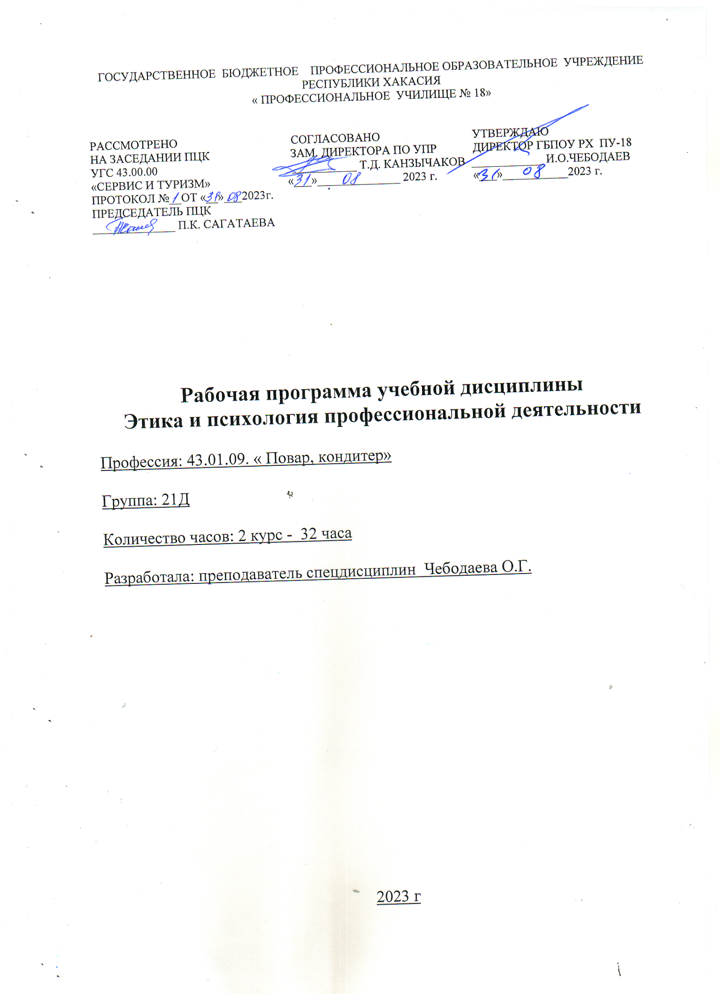 ГОСУДАРСТВЕННОЕ БЮДЖЕТНОЕ ПРОФЕССИОНАЛЬНОЕ ОБРАЗОВАТЕЛЬНОЕ УЧРЕЖДЕНИЕ
РЕСПУБЛИКИ ХАКАСИЯ
« ПРОФЕССИОНАЛЬНОЕ УЧИЛИЩЕ № 18»
РАССМОТРЕНО
НА ЗАСЕДАНИИ ПЦК
УГС 43.00.00
«СЕРВИС И ТУРИЗМ»
ПРОТОКОЛ № 1 ОТ «31» 08 2023г.
ПРЕДСЕДАТЕЛЬ ПЦК
______________ П.К. САГАТАЕВА
СОГЛАСОВАНО
ЗАМ. ДИРЕКТОРА ПО УПР
___________ Т.Д. КАНЗЫЧАКОВ
«31» 08 2023 г.
УТВЕРЖДАЮ
ДИРЕКТОР ГБПОУ РХ ПУ-18
____________ И.О.ЧЕБОДАЕВ
«31» 08 2023 г.
Рабочая программа учебной дисциплины
Этика и психология профессиональной деятельности
Профессия: 43.01.09. « Повар, кондитер»
Группа: 21Д
Количество часов: 2 курс - 32 часа
Разработала: преподаватель спецдисциплин Чебодаева О.Г.
2023 г